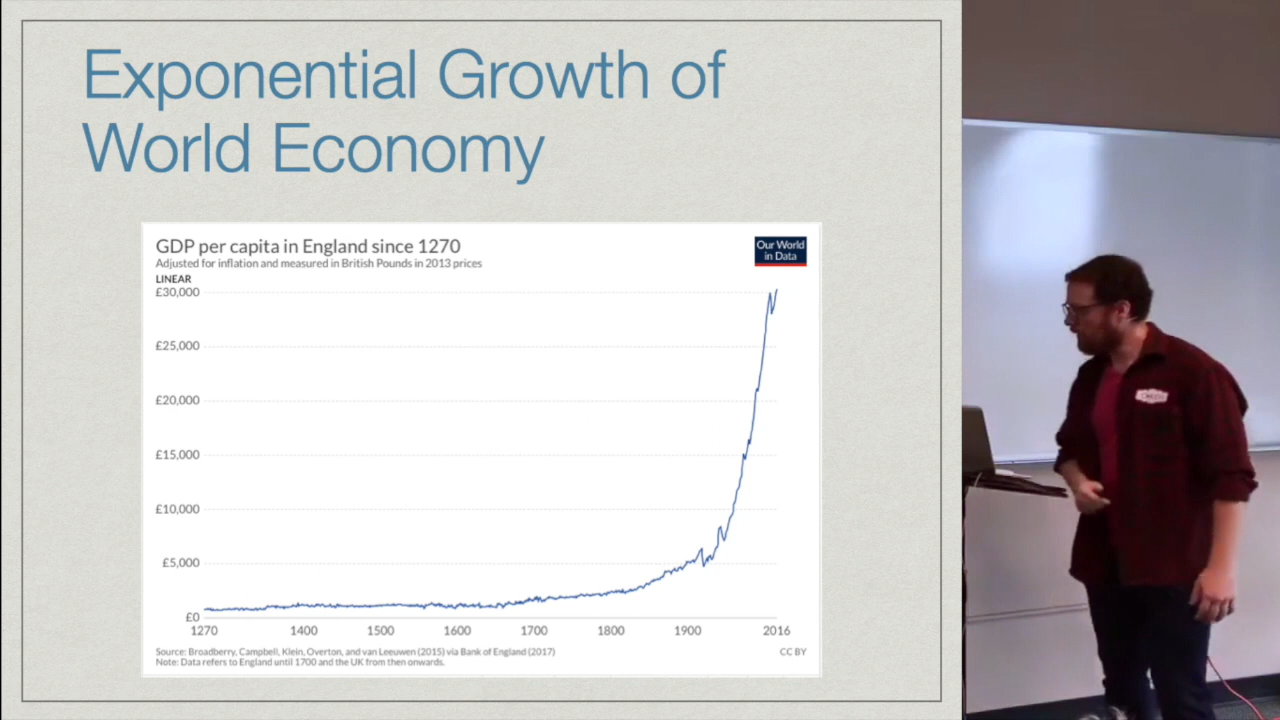 Exponential Growth of
World Economy
GDP per capita in England since 1270
Adjusted for inflation and measured in British Pounds in 2013 prices
LINEAR
Our World
in Data
£30,000
£25,000
£20,000
£15,000
£10,000
£5,000
£0
1270 1400 1500 1600 1700 1800 1900 2016
Source: Broadberry, Campbell, Klein, Overton, and van Leeuwen (2015) via Bank of England (2017)
CC BY
Note: Data refers to England until 1700 and the UK from then onwards.